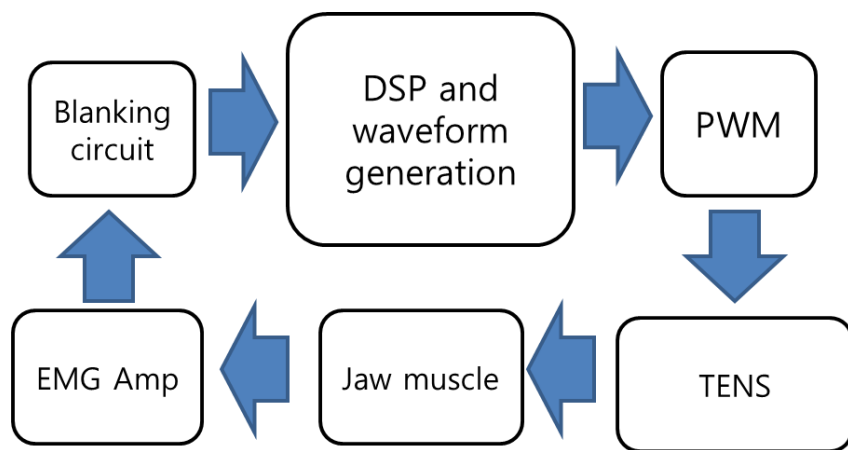 Blanking
circuit
DSP and
waveform
generation
PWM
EMG Amp
Jaw muscle
TENS